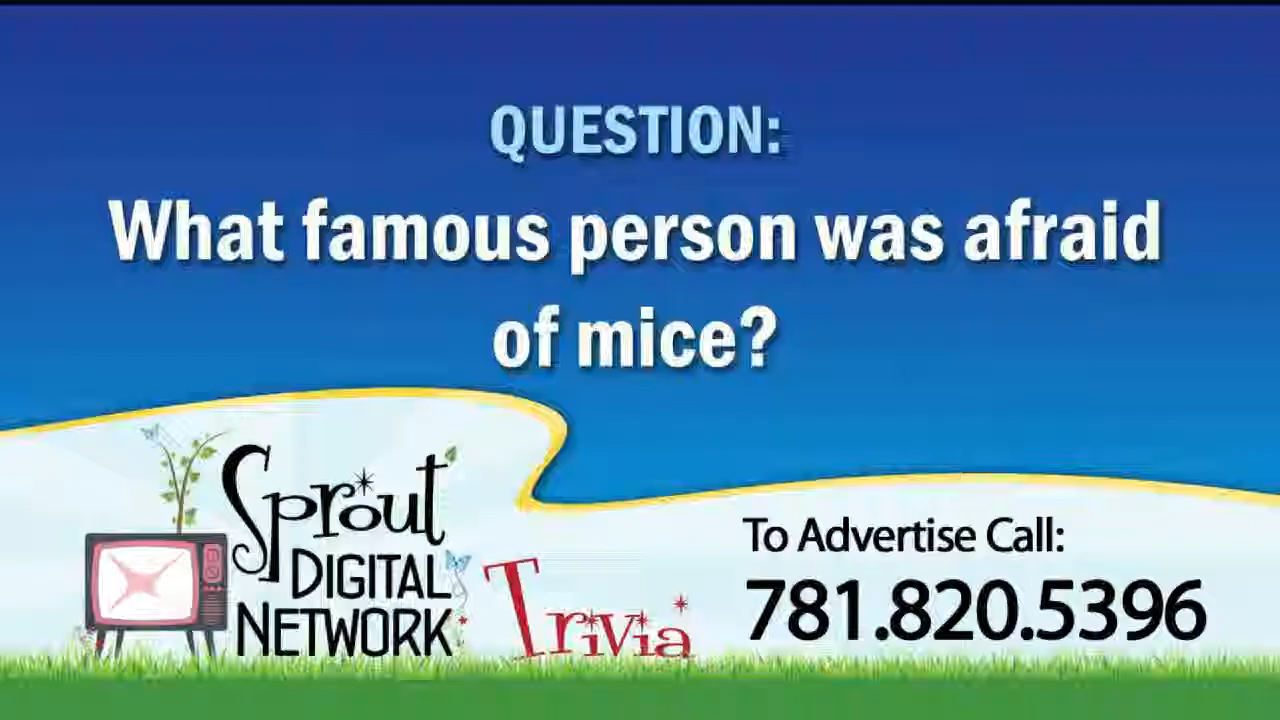 QUESTION:
What famous person was afraid
of mice?
Sprout
DIGITAL
NETWORK
Trivia
To Advertise Call:
781.820.5396